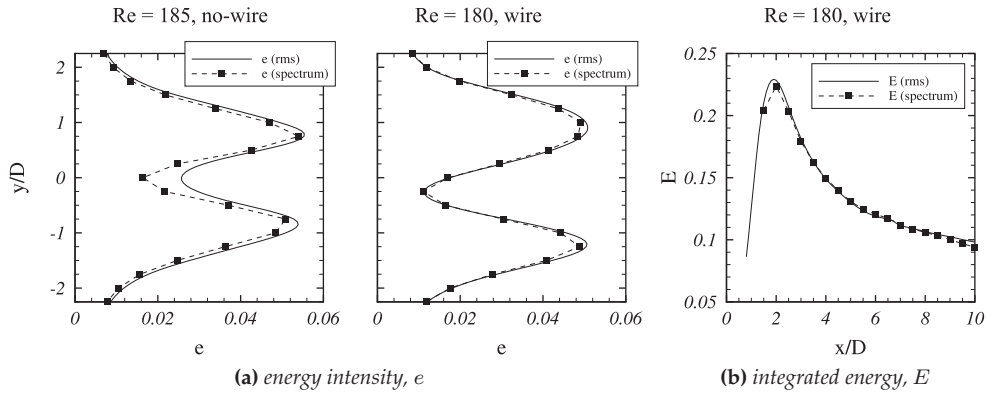 Re = 185, no-wire
Re = 180, wire
Re = 180, wire
y/D
2
1
0
-1
-2
e (rms)
e (spectrum)
0
0.02
0.04
0.06
e
e (rms)
e (spectrum)
0
0.02
0.04
0.06
e
(a) energy intensity, e
E
0.25
0.2
0.15
0.1
0.05
E (rms)
E (spectrum)
0
2
4
6
8
10
x/D
(b) integrated energy, E